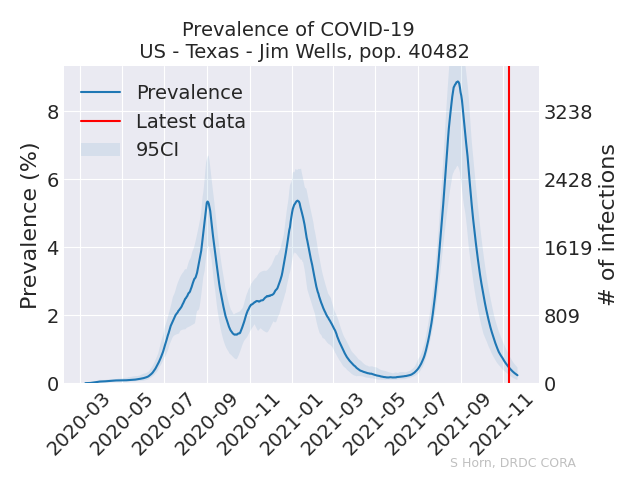 Prevalence of COVID-19
US - Texas - Jim Wells, pop. 40482
Prevalence
Latest data
95CI
Prevalence (%)
8
6
4
2
0
3238
2428
1619
809
0
# of infections
2020-03
2020-05
2020-07
2020-09
2020-11
2021-01
2021-03
2021-05
2021-07
2021-09
2021-11
S Horn, DRDC CORA